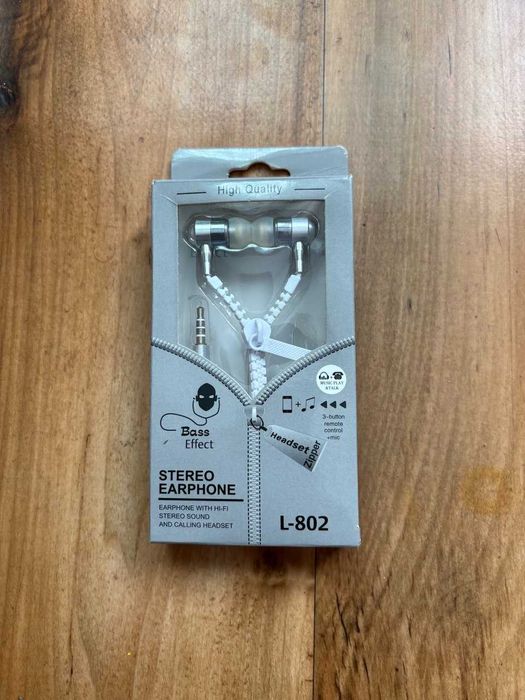 High Quality
MUSIC PLAY
&TALK
3-button
remote
control
+mic
Bass
Effect
Headset
Zipper
STEREO
EARPHONE
EARPHONE WITH HI-FI
STEREO SOUND
AND CALLING HEADSET
L-802